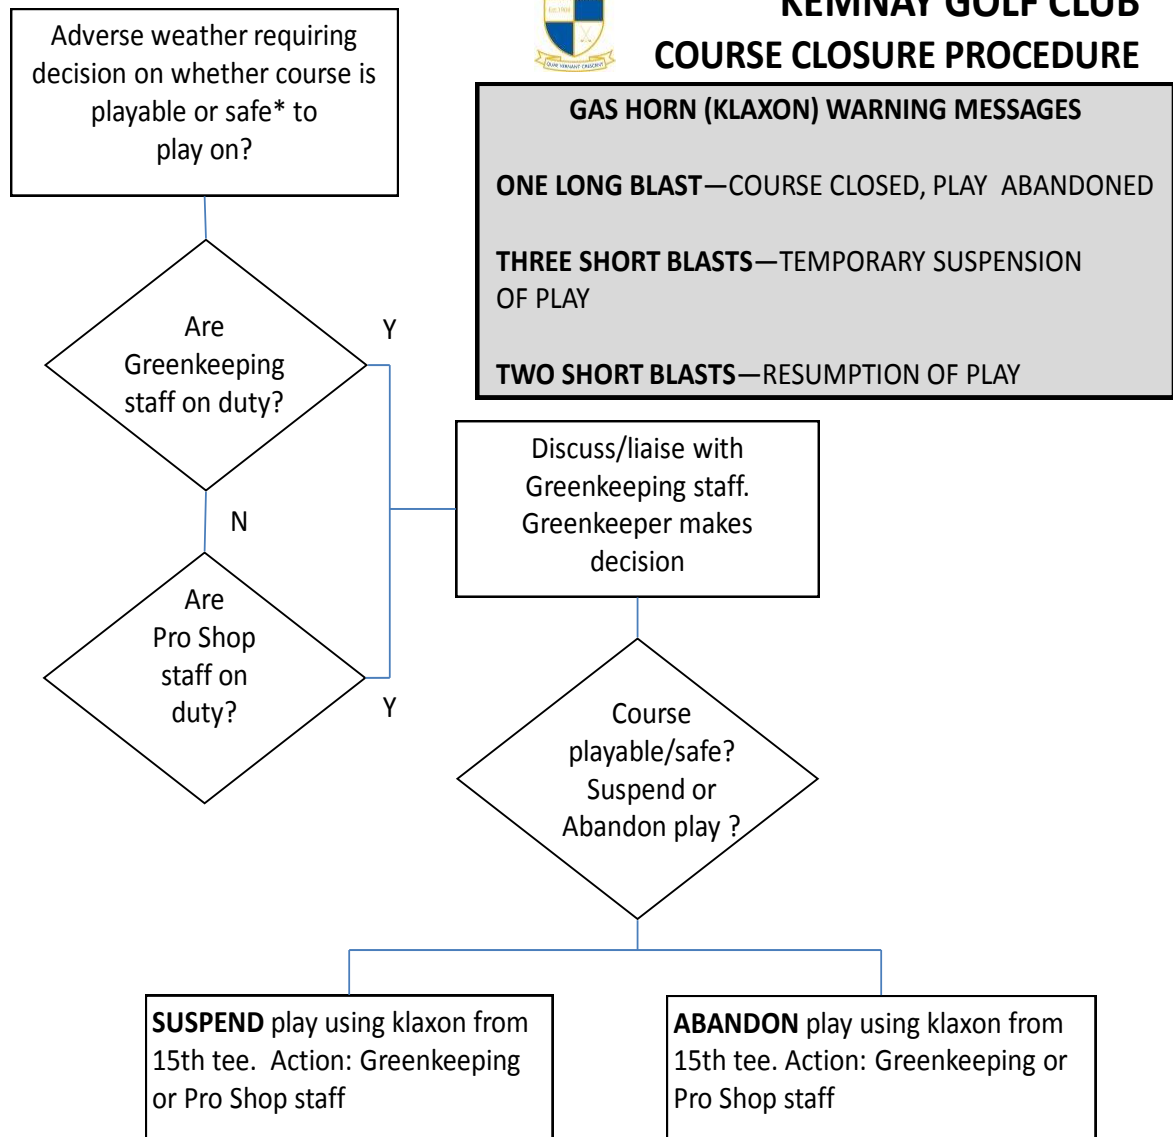 KEMNAY GOLF CLUB
COURSE CLOSURE PROCEDURE
Adverse weather requiring
decision on whether course is
playable or safe* to
play on?
GAS HORN (KLAXON) WARNING MESSAGES
ONE LONG BLAST—COURSE CLOSED, PLAY ABANDONED
THREE SHORT BLASTS—TEMPORARY SUSPENSION
OF PLAY
TWO SHORT BLASTS—RESUMPTION OF PLAY
Are
Greenkeeping
staff on duty?
Y
N
Discuss/liaise with
Greenkeeping staff.
Greenkeeper makes
decision
Are
Pro Shop
staff on
duty?
Y
Course
playable/safe?
Suspend or
Abandon play ?
SUSPEND play using klaxon from
15th tee. Action: Greenkeeping
or Pro Shop staff
ABANDON play using klaxon from
15th tee. Action: Greenkeeping or
Pro Shop staff